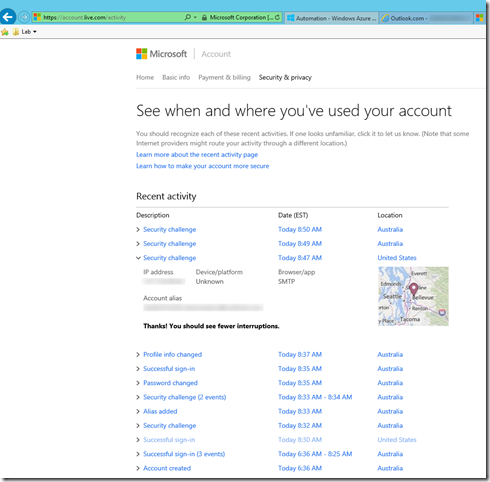 https://account.live.com/activity
Microsoft Corporation [...
Automation - Windows Azure ...
Outlook.com -
Lab
Microsoft
Account
Home Basic info Payment & billing Security & privacy
See when and where you've used your account
You should recognize each of these recent activities. If one looks unfamiliar, click it to let us know. (Note that some
Internet providers might route your activity through a different location.)
Learn more about the recent activity page
Learn how to make your account more secure
Recent activity
Description Date (EST) Location
Security challenge Today 8:50 AM Australia
Security challenge Today 8:49 AM Australia
Security challenge Today 8:47 AM United States
IP address Device/platform Browser/app
Unknown SMTP
Account alias
Thanks! You should see fewer interruptions.
Everett
Edmonds
Seattle
Bellevue
Renton
Tacoma
Profile info changed Today 8:37 AM Australia
Successful sign-in Today 8:35 AM Australia
Password changed Today 8:35 AM Australia
Security challenge (2 events) Today 8:33 AM - 8:34 AM Australia
Alias added Today 8:33 AM Australia
Security challenge Today 8:32 AM Australia
Successful sign-in Today 8:30 AM United States
Successful sign-in (3 events) Today 6:36 AM - 8:25 AM Australia
Account created Today 6:36 AM Australia